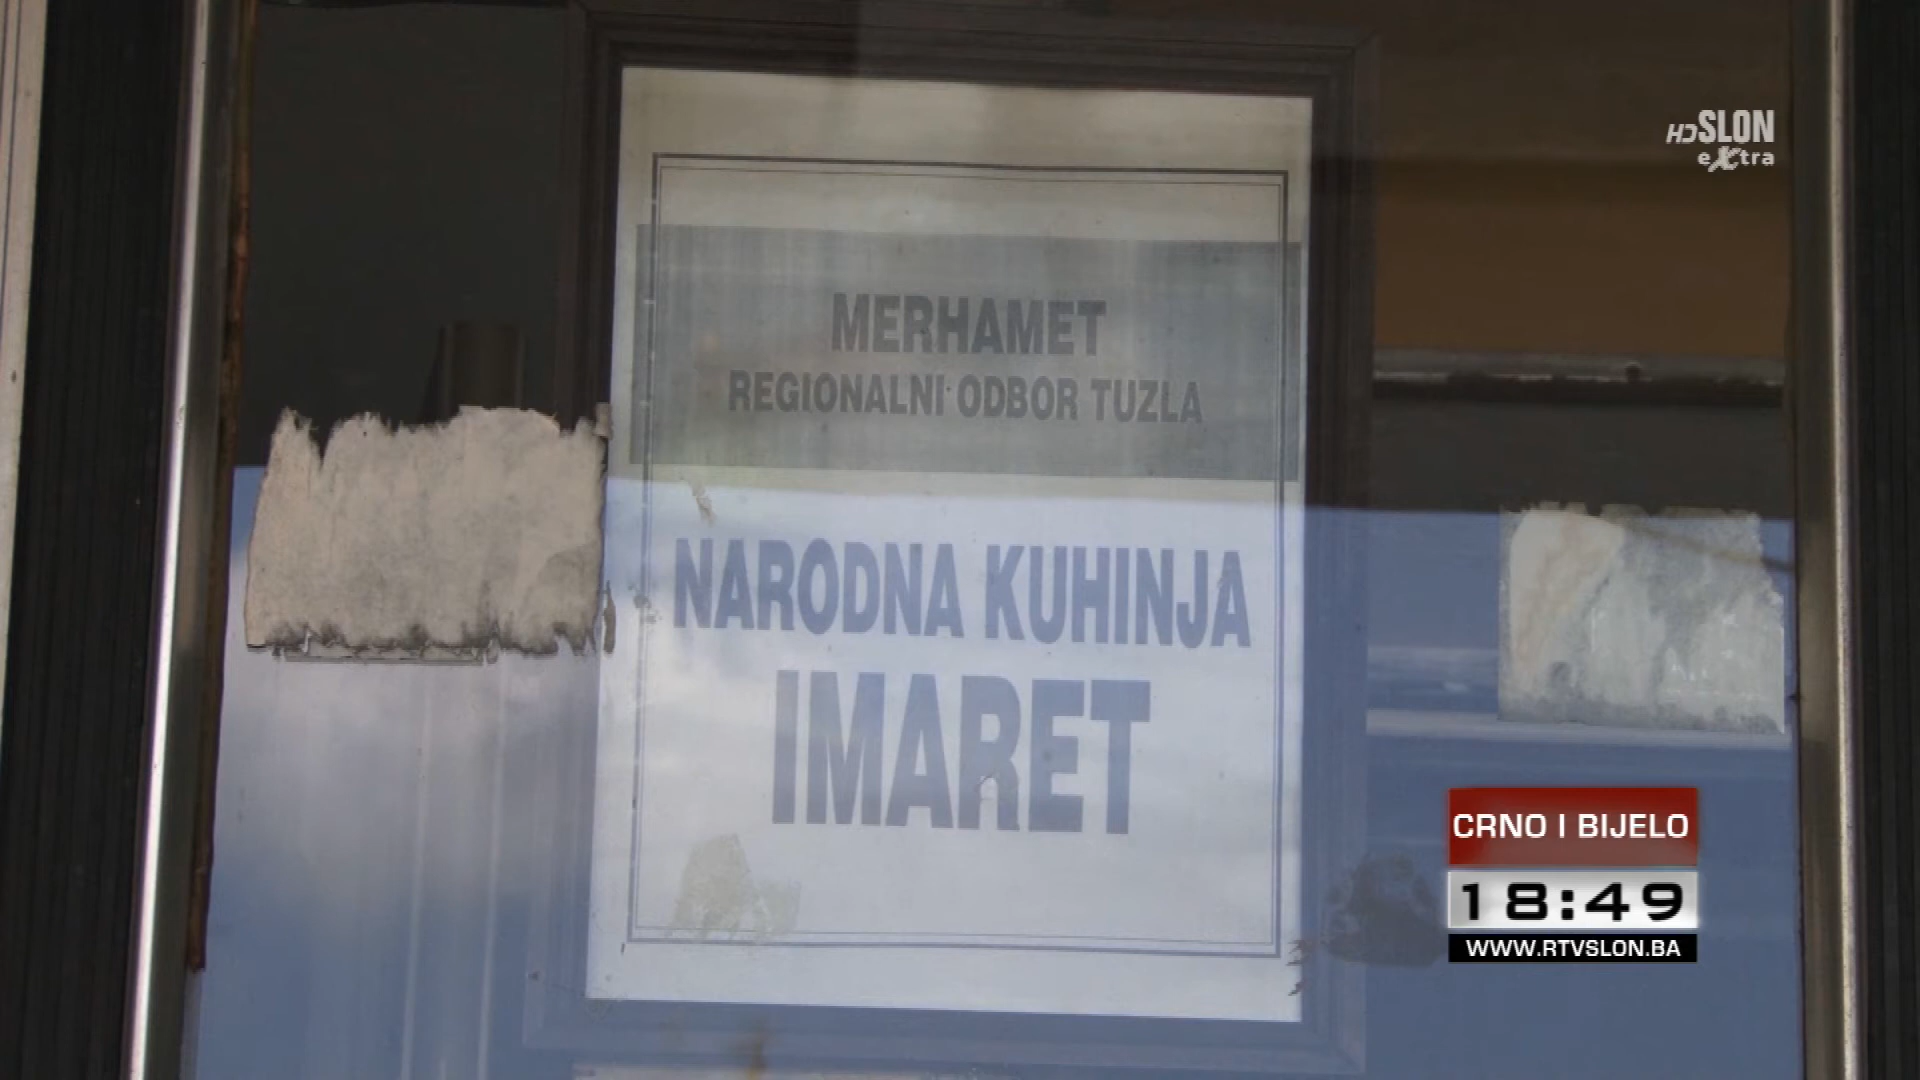 HD SLON
extra
MERHAMET
REGIONALNI ODBOR TUZLA
NARODNA KUHINJA
IMARET
CRNO I BIJELO
18:49
WWW.RTVSLON.BA